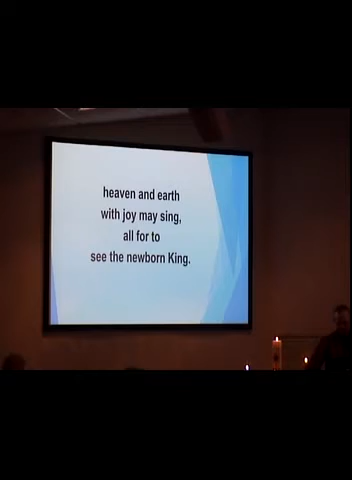 heaven and earth
with joy may sing,
all for to
see the newborn King.